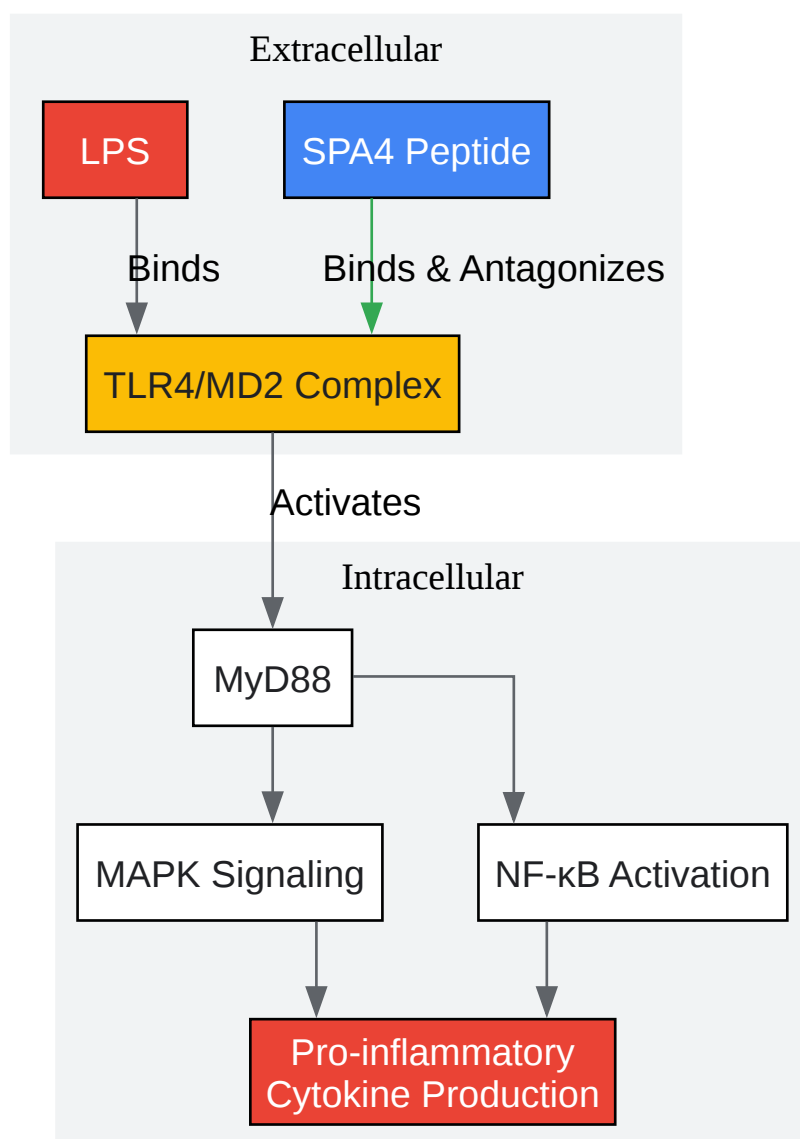 Extracellular
LPS
SPA4 Peptide
Binds
Binds & Antagonizes
TLR4/MD2 Complex
Activates
Intracellular
MyD88
MAPK Signaling
NF-κB Activation
Pro-inflammatory
Cytokine Production